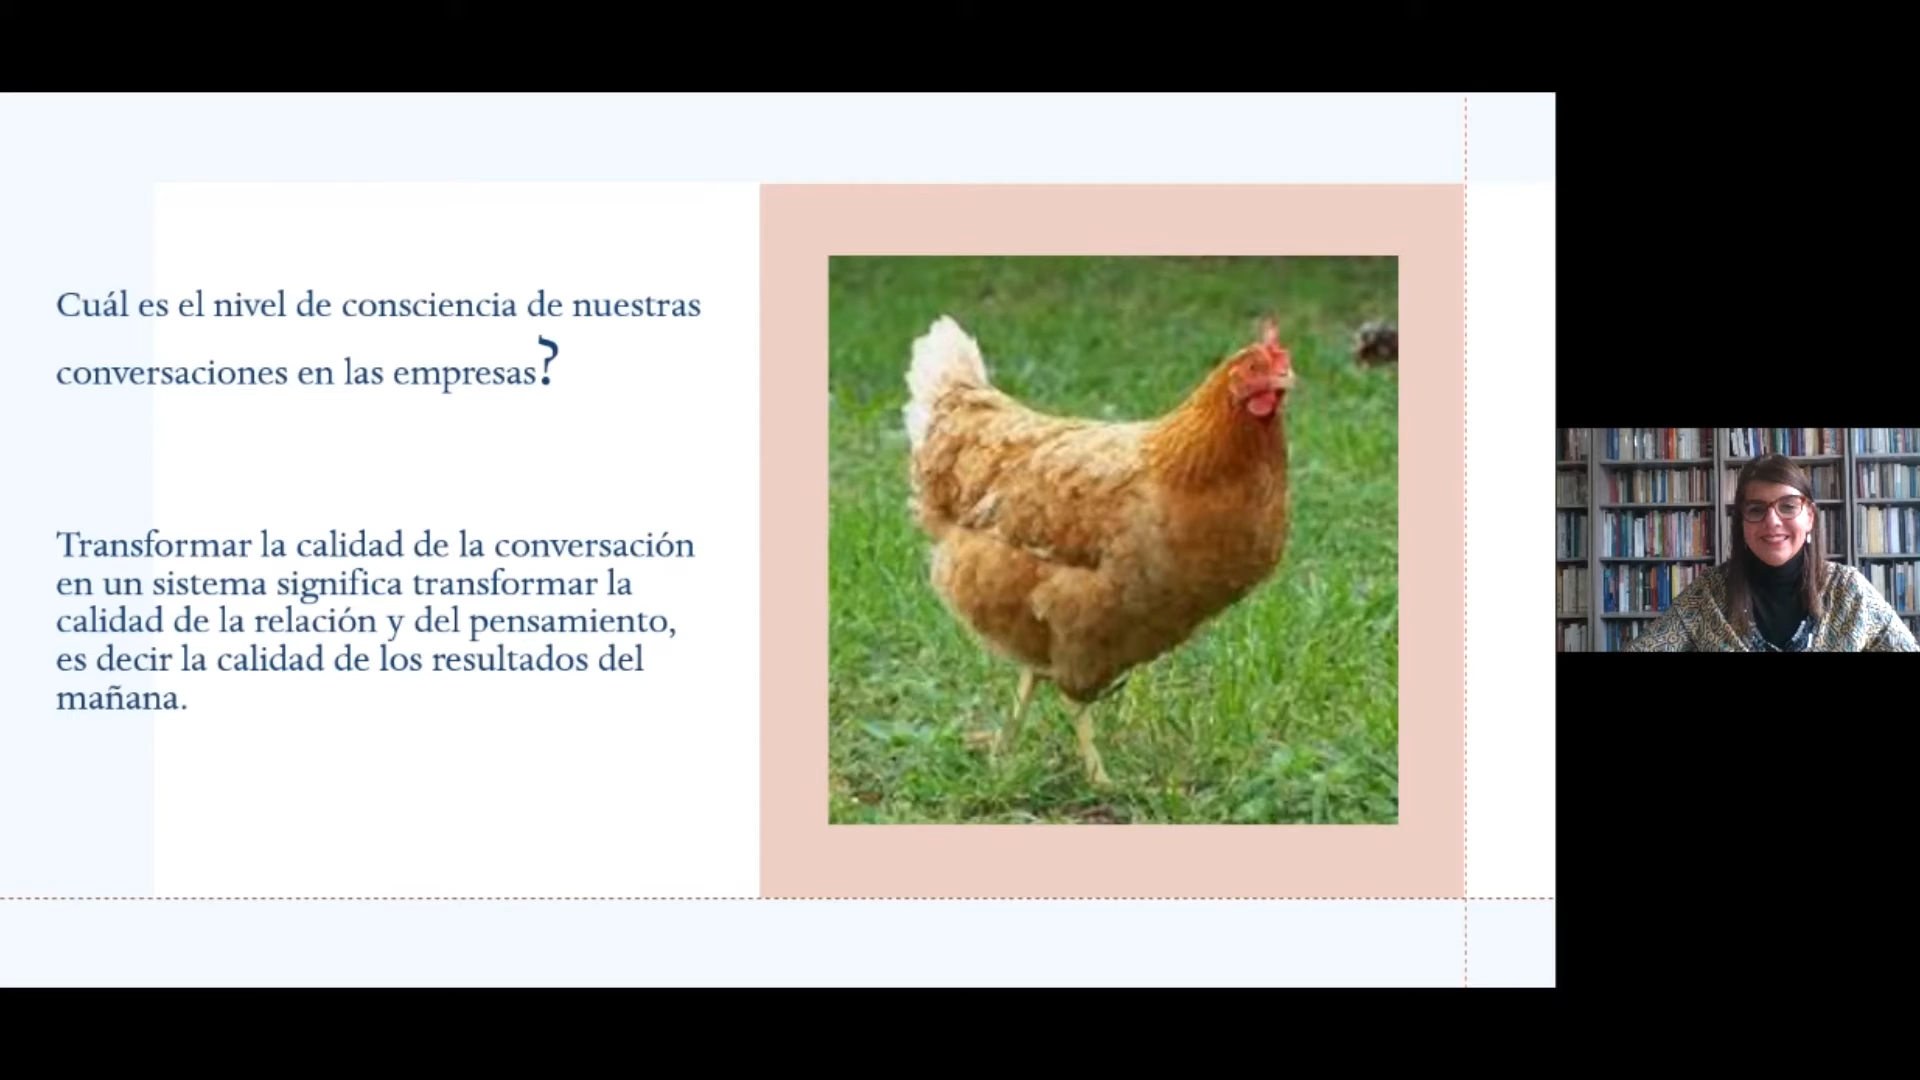 Cuál es el nivel de consciencia de nuestras
conversaciones en las empresas?
Transformar la calidad de la conversación
en un sistema significa transformar la
calidad de la relación y del pensamiento,
es decir la calidad de los resultados del
mañana.